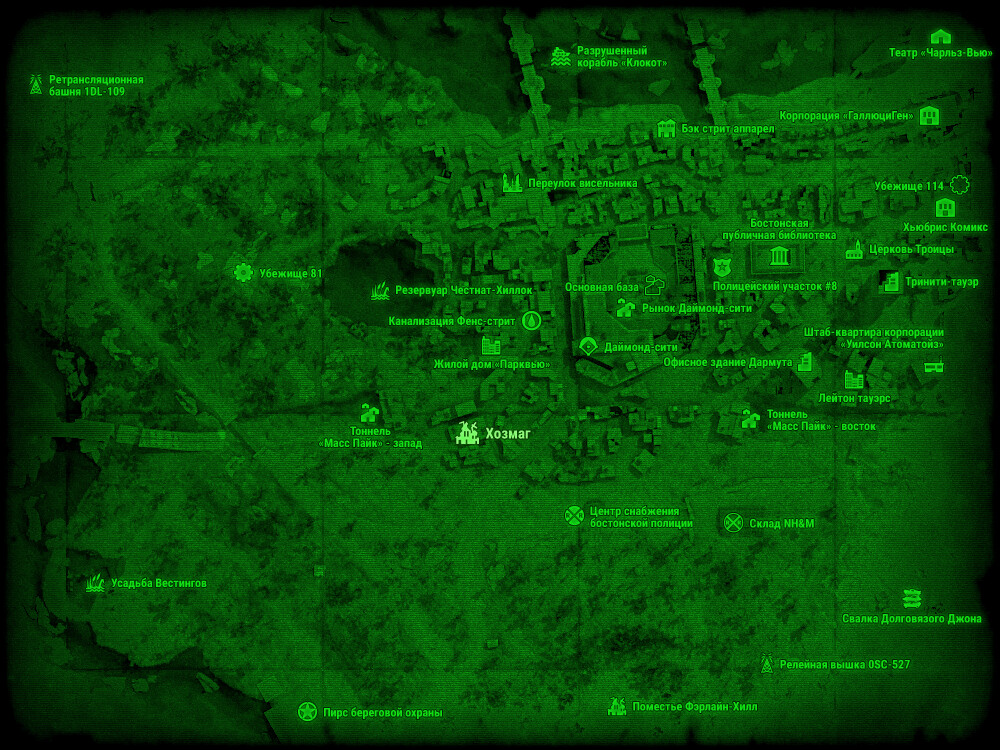 Разрушенный
корабль «Клокот»
Театр «Чарльз-Вью»
Ретрансляционная
башня 1DL-109
Корпорация «ГаллюциГен»
Бэк стрит аппарел
Переулок висельника
Убежище 114
Хьюбрис Комикс
Бостонская
публичная библиотека
Церковь Троицы
Убежище 81
Резервуар Честнат-Хиллок
Основная база
Полицейский участок #8
Тринити-тауэр
Рынок Даймонд-сити
Канализация Фенс-стрит
Штаб-квартира корпорации
«Уилсон Атоматойз»
Даймонд-сити
Жилой дом «Парквью»
Офисное здание Дармута
Лейтон тауэрс
Тоннель
«Масс Пайк» - запад
Хозмаг
Тоннель
«Масс Пайк» - восток
Центр снабжения
бостонской полиции
Склад NH&M
Усадьба Вестингов
Свалка Долговязого Джона
Релейная вышка 0SC-527
Пирс береговой охраны
Поместье Фэрлайн-Хилл